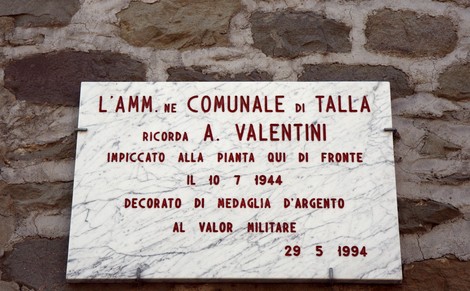 L'AMM. NE COMUNALE DI TALLA
RICORDA A. VALENTINI
IMPICCATO ALLA PIANTA QUI DI FRONTE
IL 10 7 1944
DECORATO DI MEDAGLIA D'ARGENTO
AL VALOR MILITARE
29 5 1994